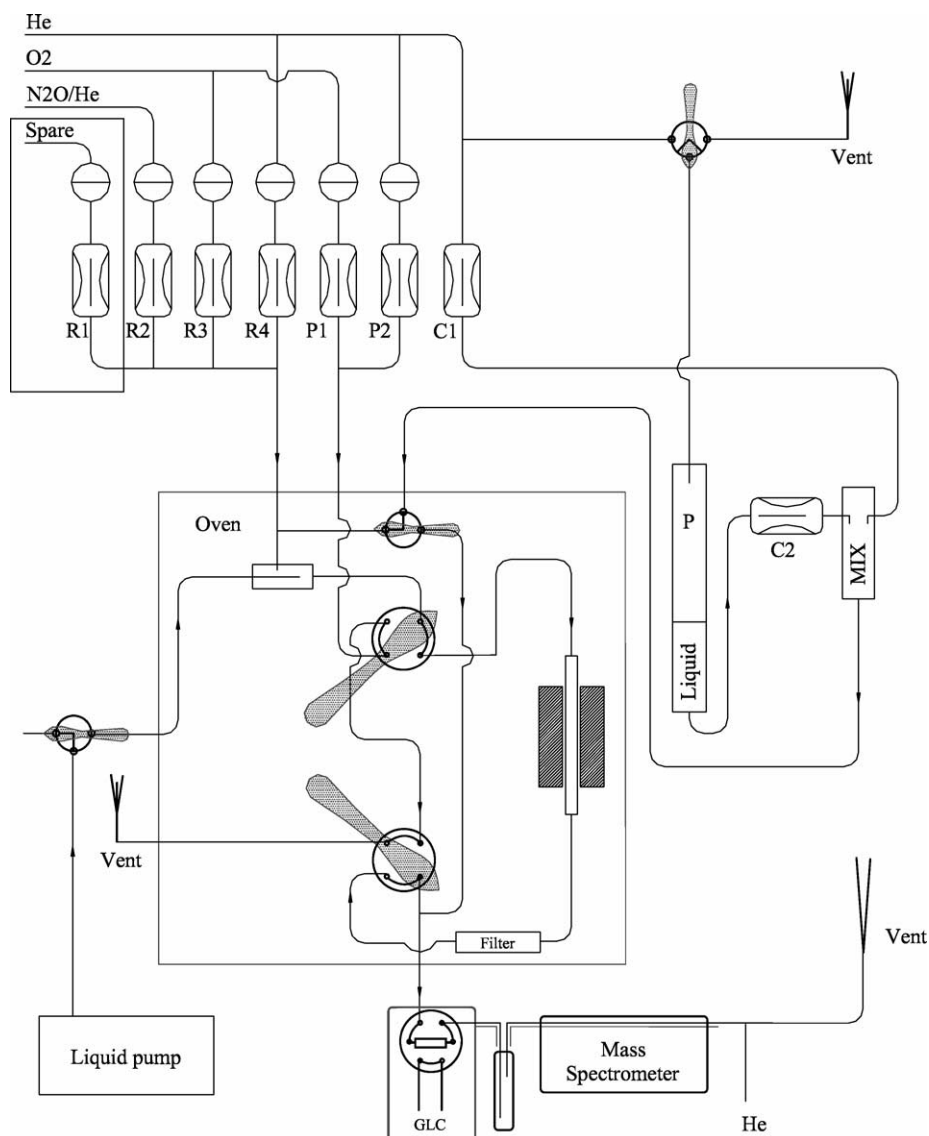 He
O2
N2O/He
Spare
Vent
R1
R2
R3
R4
P1
P2
C1
Oven
P
C2
MIX
Liquid
Vent
Filter
Vent
Liquid pump
Mass
Spectrometer
GLC
He